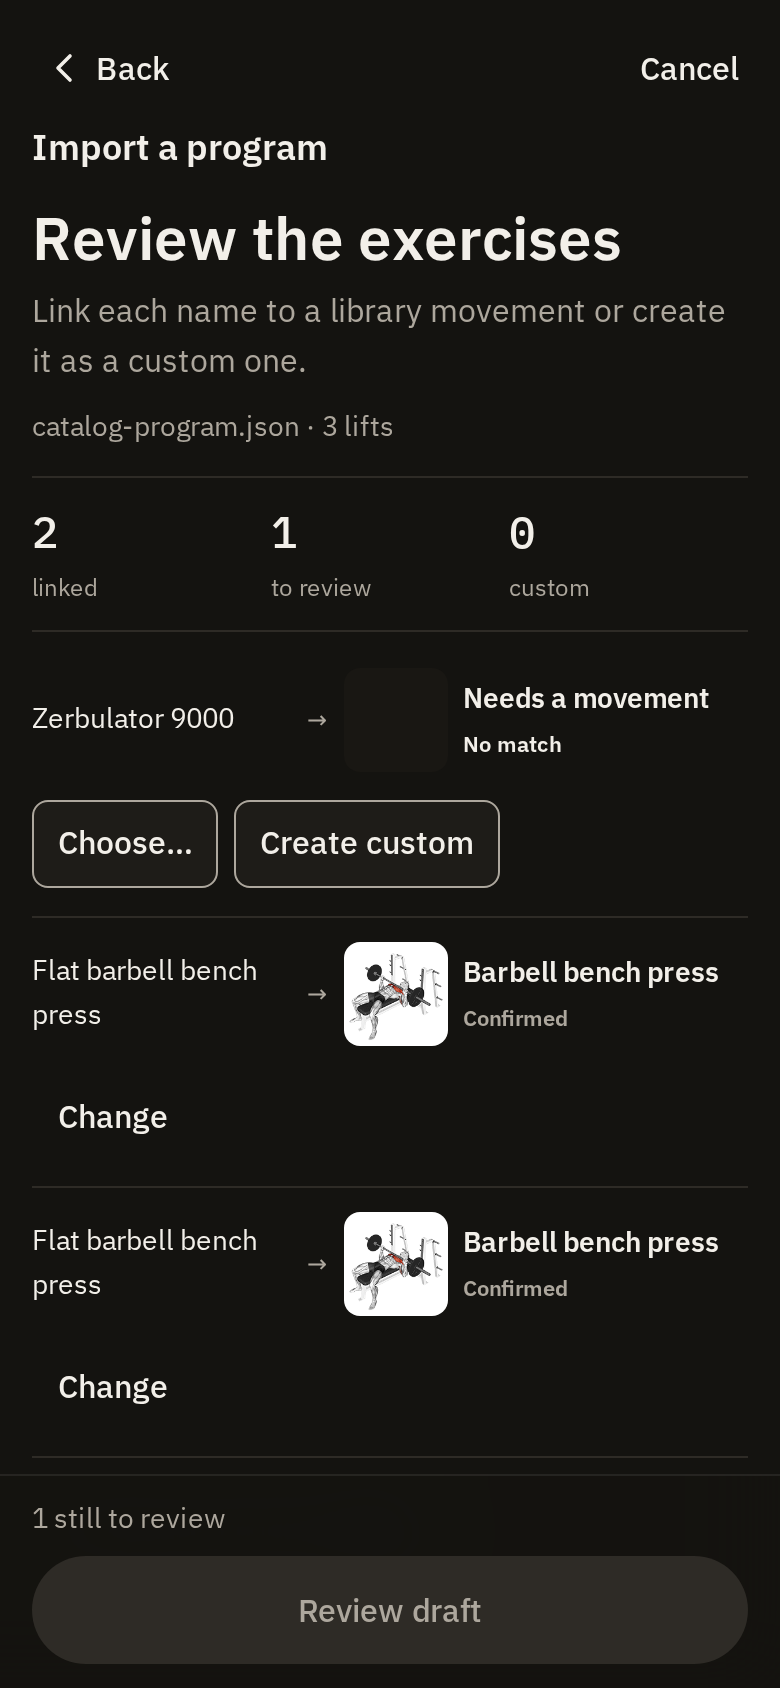 Back
Cancel
Import a program
Review the exercises
Link each name to a library movement or create
it as a custom one.
catalog-program.json · 3 lifts
2
linked
1
to review
0
custom
Zerbulator 9000
→
Needs a movement
No match
Choose...
Create custom
Flat barbell bench
press
→
Barbell bench press
Confirmed
Change
Flat barbell bench
press
→
Barbell bench press
Confirmed
Change
1 still to review
Review draft